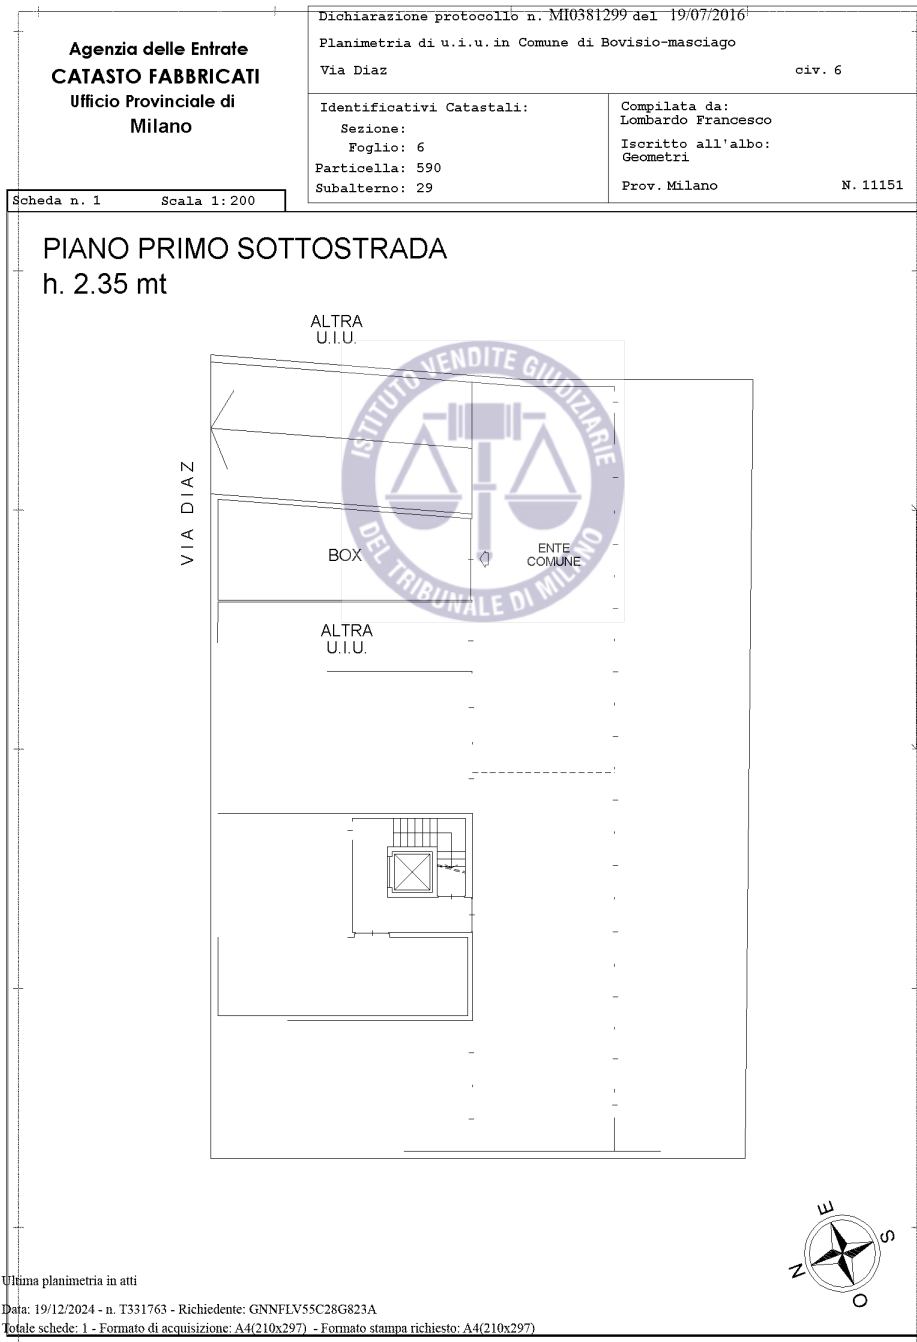 Agenzia delle Entrate
CATASTO FABBRICATI
Ufficio Provinciale di
Milano
Dichiarazione protocollo n. MI0381299 del 19/07/2016
Planimetria di u.i.u. in Comune di Bovisio-masciago
Via Diaz civ. 6
Identificativi Catastali:
Sezione:
Foglio: 6
Particella: 590
Subalterno: 29
Compilata da:
Lombardo Francesco
Iscritto all'albo:
Geometri
Prov. Milano N. 11151
Scheda n. 1 Scala 1:200
PIANO PRIMO SOTTOSTRADA
h. 2.35 mt
ALTRA
U.I.U.
ISTITUTO VENDITE GIUDIZIARIE
DEL TRIBUNALE DI MILANO
VIA DIAZ
BOX
ENTE
COMUNE
ALTRA
U.I.U.
E
S
N
O
Ultima planimetria in atti
Data: 19/12/2024 - n. T331763 - Richiedente: GNNFLV55C28G823A
Totale schede: 1 - Formato di acquisizione: A4(210x297) - Formato stampa richiesto: A4(210x297)